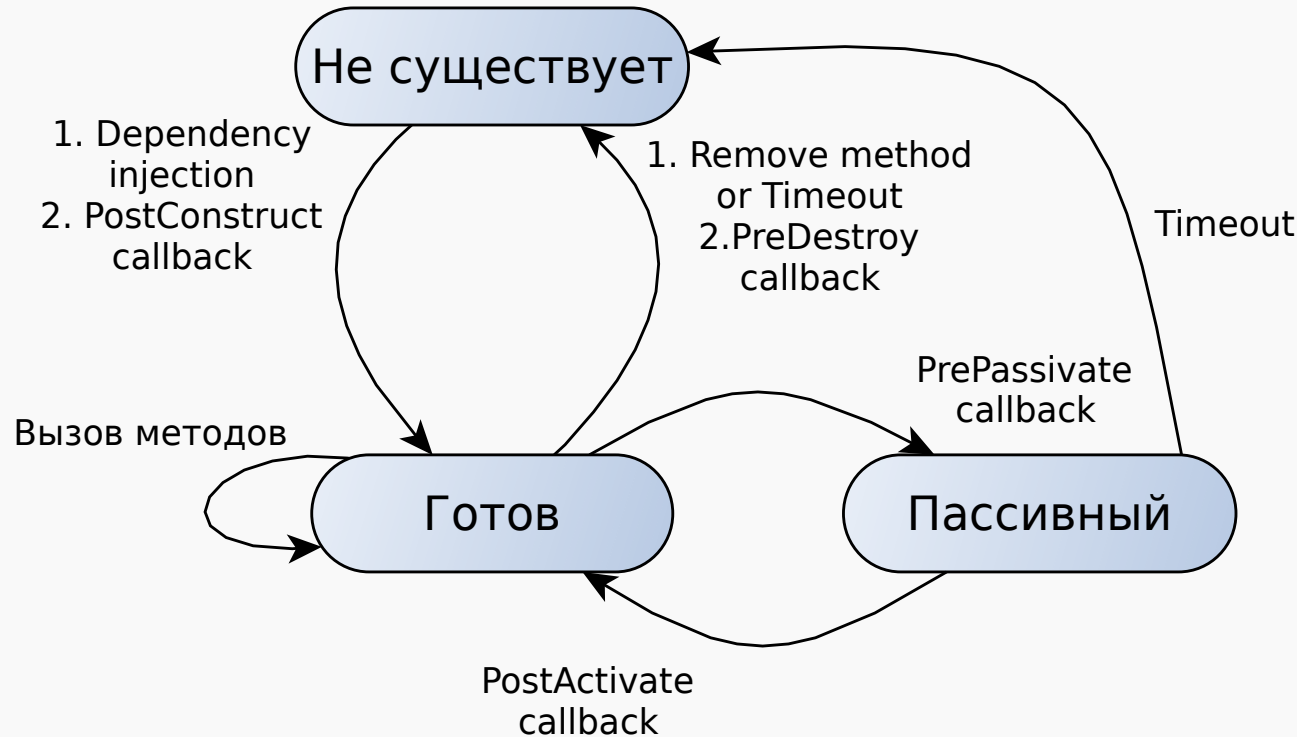 Не существует
1. Dependency
injection
2. PostConstruct
callback
1. Remove method
or Timeout
2.PreDestroy
callback
Timeout
PrePassivate
callback
Вызов методов
Готов
Пассивный
PostActivate
callback